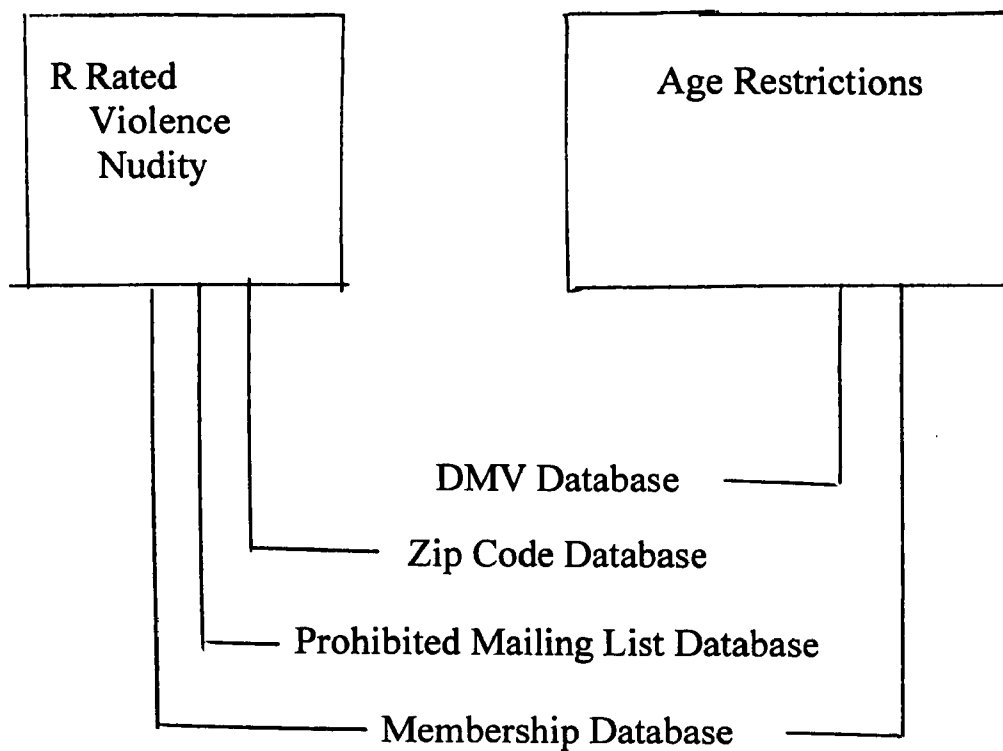 R Rated
Violence
Nudity
Age Restrictions
DMV Database
Zip Code Database
Prohibited Mailing List Database
Membership Database